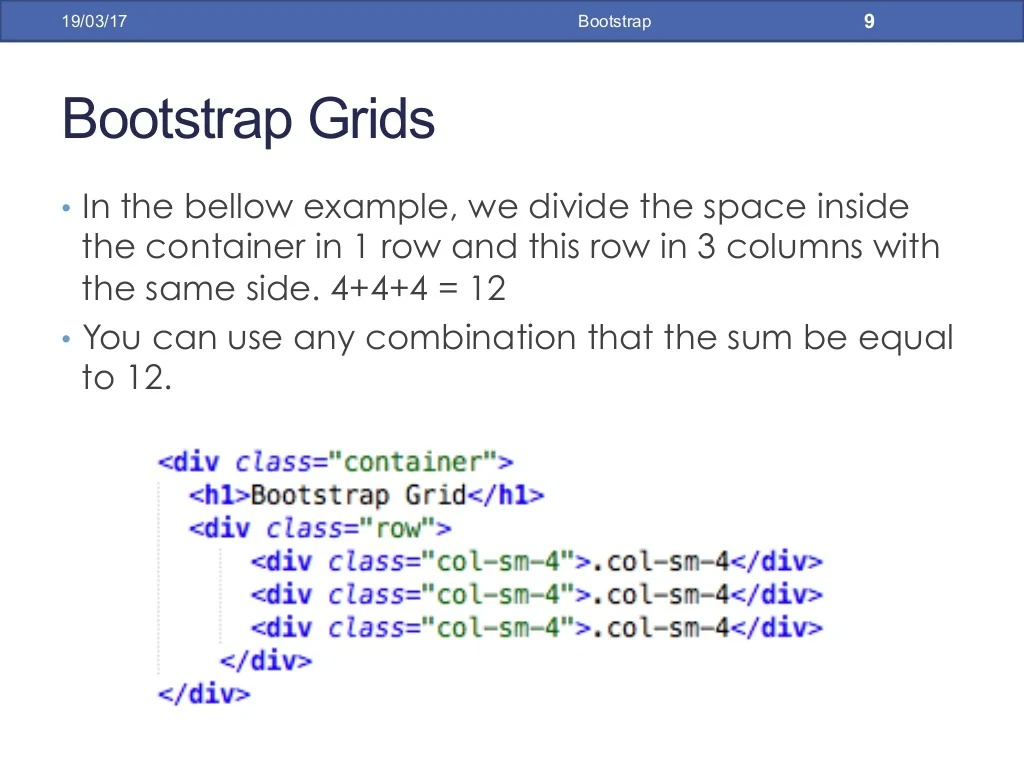 19/03/17 Bootstrap 9
Bootstrap Grids
• In the bellow example, we divide the space inside
the container in 1 row and this row in 3 columns with
the same side. 4+4+4 = 12
• You can use any combination that the sum be equal
to 12.
<div class="container">
<h1>Bootstrap Grid</h1>
<div class="row">
<div class="col-sm-4">.col-sm-4</div>
<div class="col-sm-4">.col-sm-4</div>
<div class="col-sm-4">.col-sm-4</div>
</div>
</div>